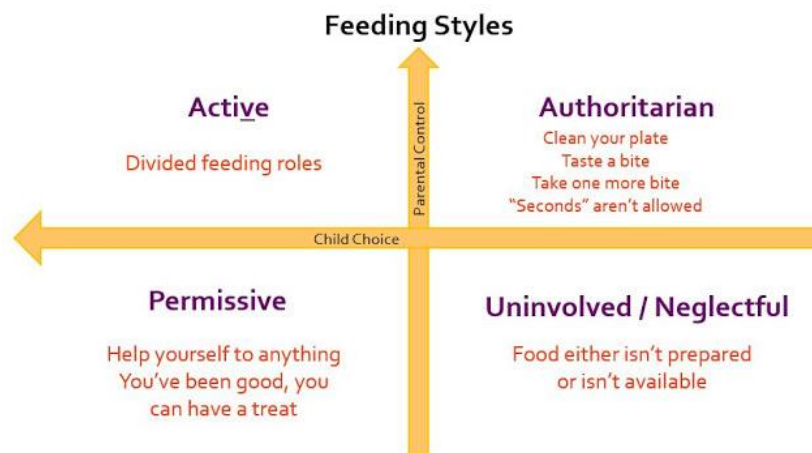 Feeding Styles
Active
Divided feeding roles
Parental Control
Authoritarian
Clean your plate
Taste a bite
Take one more bite
“Seconds” aren’t allowed
Child Choice
Permissive
Help yourself to anything
You’ve been good, you
can have a treat
Uninvolved / Neglectful
Food either isn’t prepared
or isn’t available